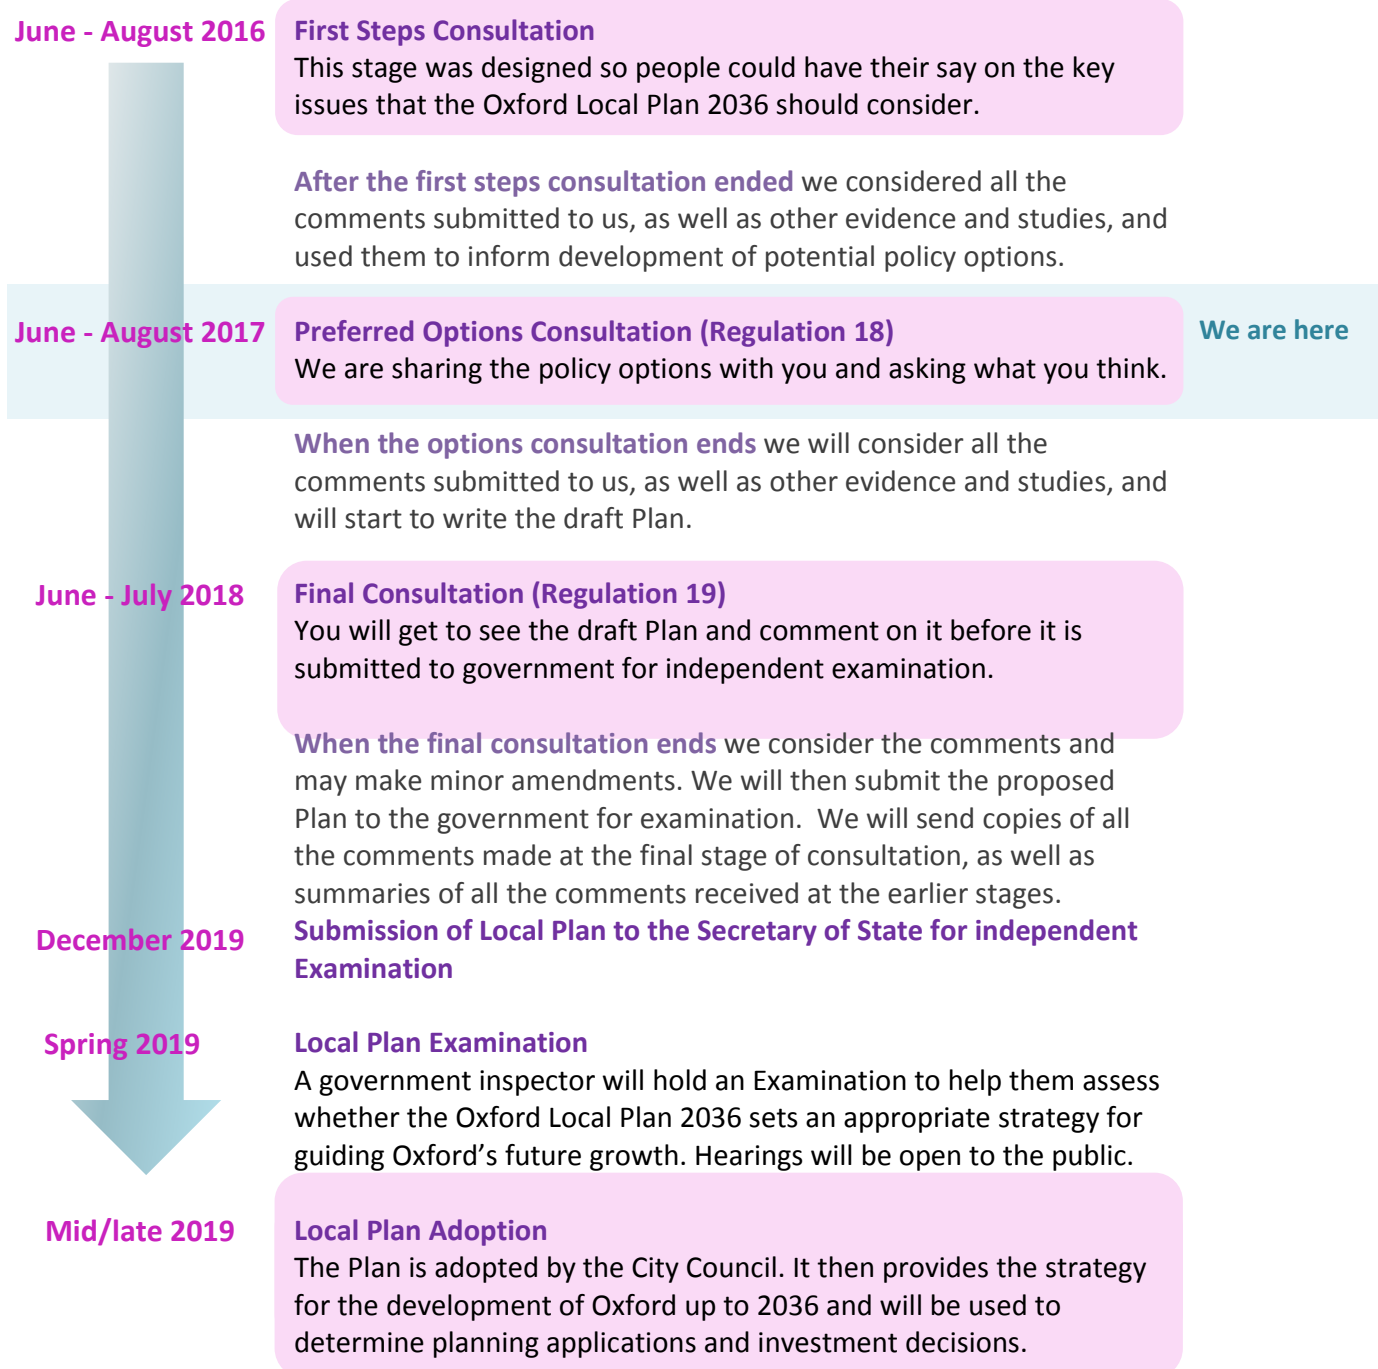 June - August 2016
First Steps Consultation
This stage was designed so people could have their say on the key
issues that the Oxford Local Plan 2036 should consider.
After the first steps consultation ended we considered all the
comments submitted to us, as well as other evidence and studies, and
used them to inform development of potential policy options.
June - August 2017
Preferred Options Consultation (Regulation 18)
We are here
We are sharing the policy options with you and asking what you think.
When the options consultation ends we will consider all the
comments submitted to us, as well as other evidence and studies, and
will start to write the draft Plan.
June - July 2018
Final Consultation (Regulation 19)
You will get to see the draft Plan and comment on it before it is
submitted to government for independent examination.
When the final consultation ends we consider the comments and
may make minor amendments. We will then submit the proposed
Plan to the government for examination.  We will send copies of all
the comments made at the final stage of consultation, as well as
summaries of all the comments received at the earlier stages.
December 2019
Submission of Local Plan to the Secretary of State for independent
Examination
Spring 2019
Local Plan Examination
A government inspector will hold an Examination to help them assess
whether the Oxford Local Plan 2036 sets an appropriate strategy for
guiding Oxford’s future growth. Hearings will be open to the public.
Mid/late 2019
Local Plan Adoption
The Plan is adopted by the City Council. It then provides the strategy
for the development of Oxford up to 2036 and will be used to
determine planning applications and investment decisions.